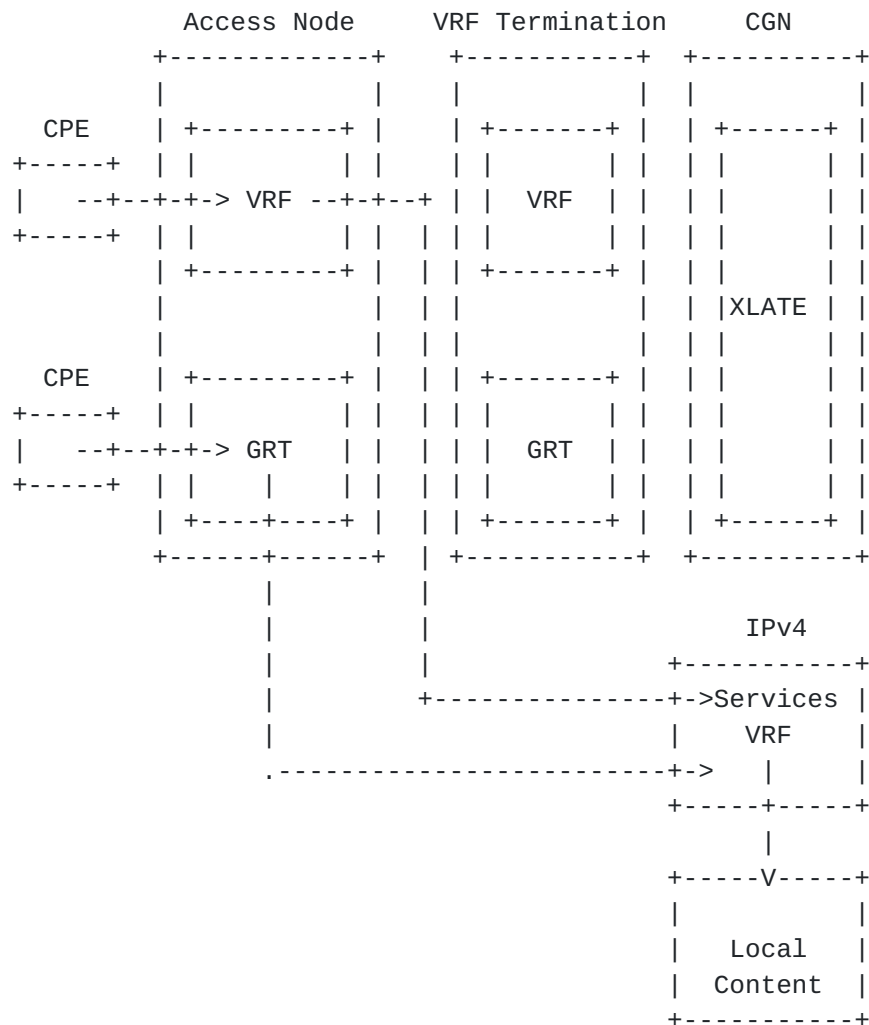 Access Node VRF Termination CGN
CPE
VRF VRF
XLATE
CPE
GRT GRT
IPv4
Services
VRF
Local
Content